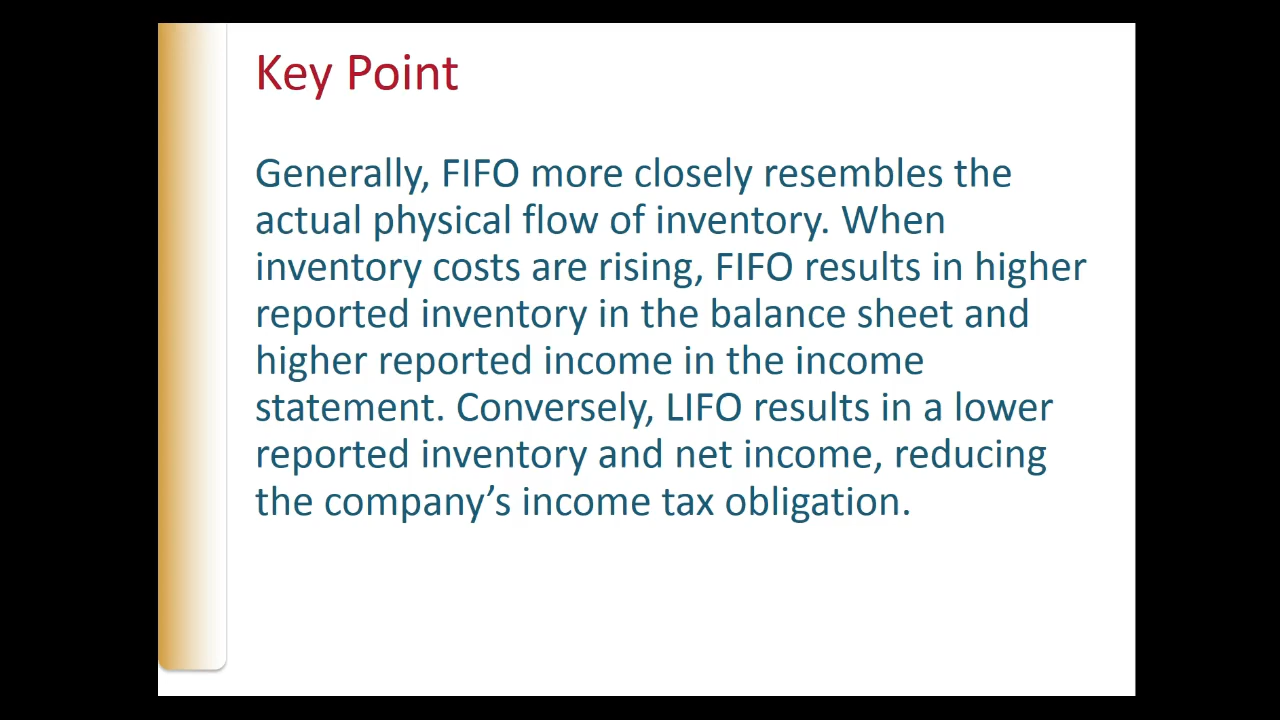 Key Point
Generally, FIFO more closely resembles the
actual physical flow of inventory. When
inventory costs are rising, FIFO results in higher
reported inventory in the balance sheet and
higher reported income in the income
statement. Conversely, LIFO results in a lower
reported inventory and net income, reducing
the company’s income tax obligation.